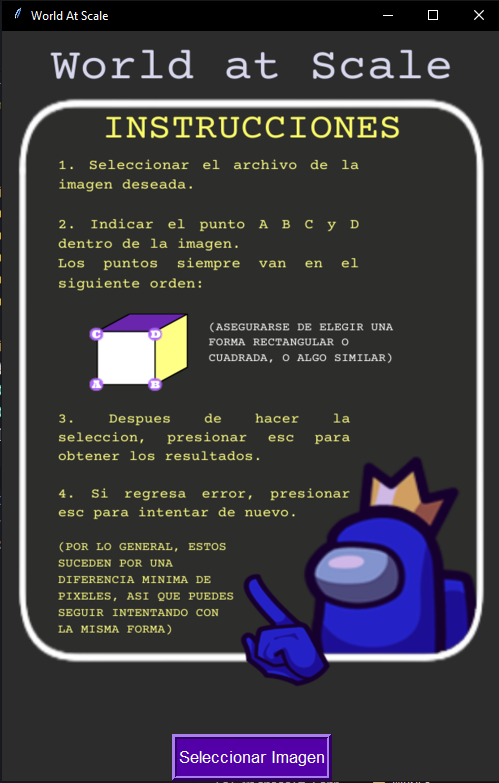 World At Scale
World at Scale
INSTRUCCIONES
1. Seleccionar el archivo de la
imagen deseada.
2. Indicar el punto A B C y D
dentro de la imagen.
Los puntos siempre van en el
siguiente orden:
C D
(ASEGURARSE DE ELEGIR UNA
FORMA RECTANGULAR O
CUADRADA, O ALGO SIMILAR)
A B
3. Despues de hacer la
seleccion, presionar esc para
obtener los resultados.
4. Si regresa error, presionar
esc para intentar de nuevo.
(POR LO GENERAL, ESTOS
SUCEDEN POR UNA
DIFERENCIA MINIMA DE
PIXELES, ASI QUE PUEDES
SEGUIR INTENTANDO CON
LA MISMA FORMA)
Seleccionar Imagen